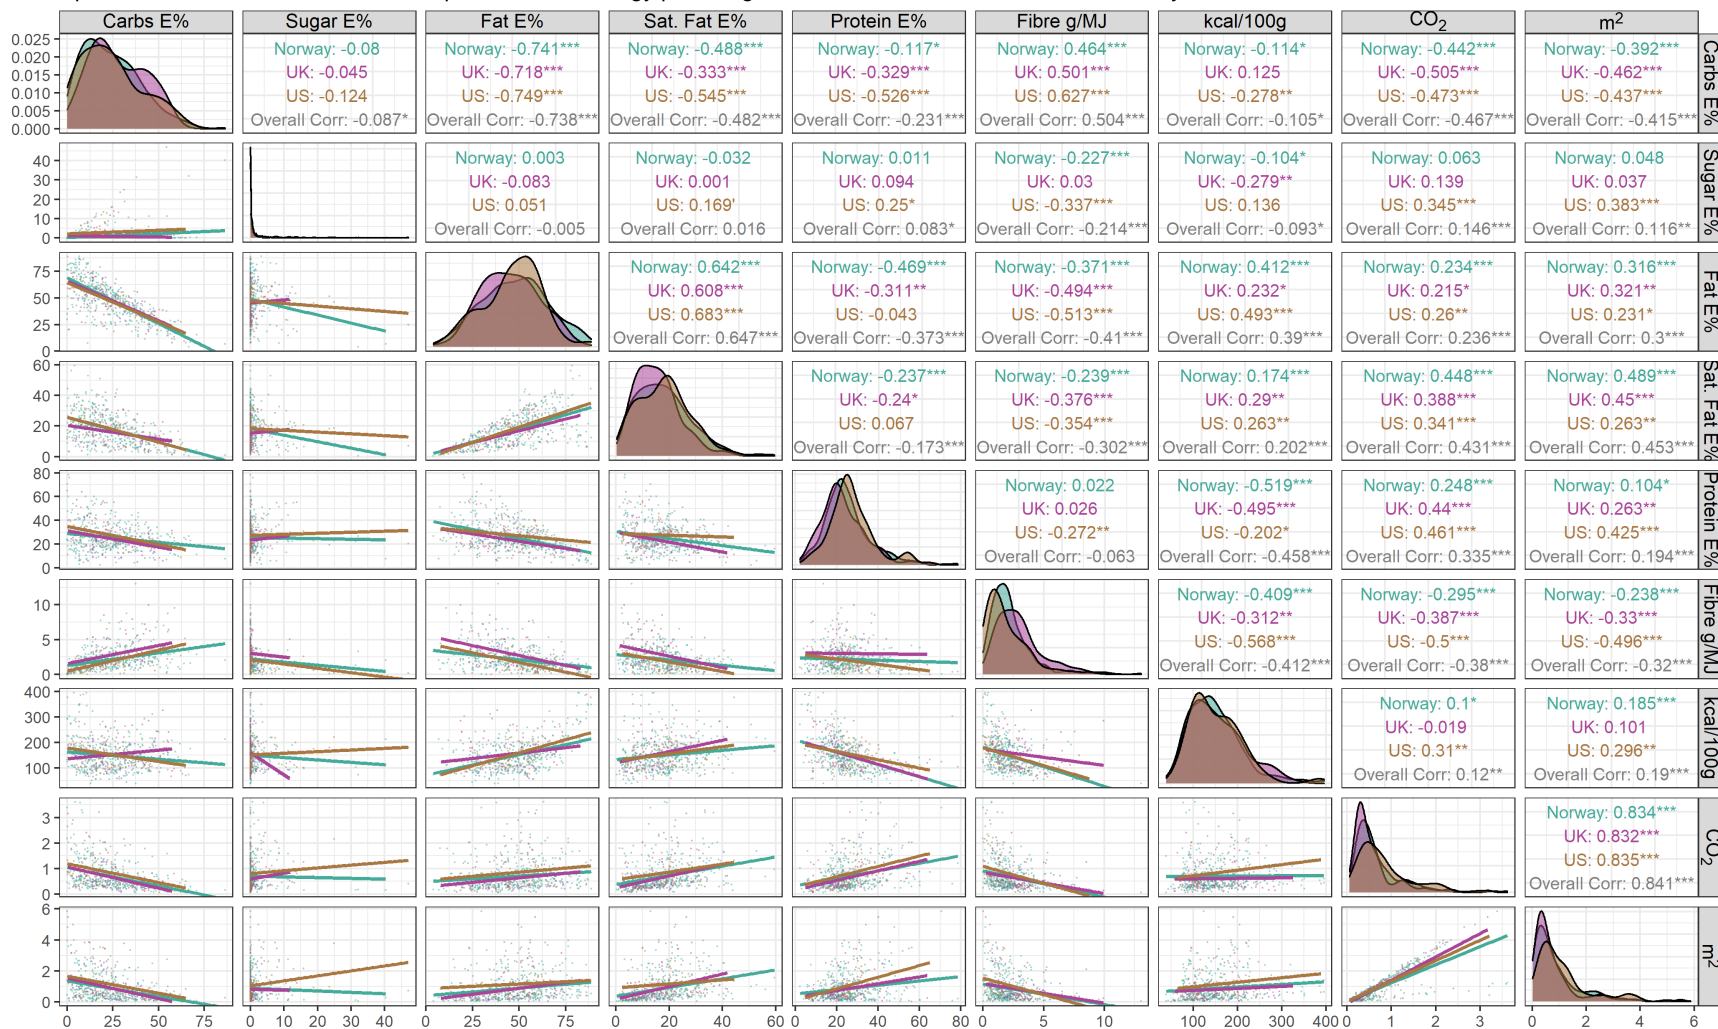 Carbs E% Sugar E% Fat E% Sat. Fat E% Protein E% Fibre g/MJ kcal/100g CO2 m2
0.025 Norway: -0.08 Norway: -0.741*** Norway: -0.488*** Norway: -0.117* Norway: 0.464*** Norway: -0.114* Norway: -0.442*** Norway: -0.392*** Carbs E%
0.020 UK: -0.045 UK: -0.718*** UK: -0.333*** UK: -0.329*** UK: 0.501*** UK: 0.125 UK: -0.505*** UK: -0.462***
0.015
0.010 US: -0.124 US: -0.749*** US: -0.545*** US: -0.526*** US: 0.627*** US: -0.278** US: -0.473*** US: -0.437***
0.005 Overall Corr: -0.087* Overall Corr: -0.738*** Overall Corr: -0.482*** Overall Corr: -0.231*** Overall Corr: 0.504*** Overall Corr: -0.105* Overall Corr: -0.467*** Overall Corr: -0.415***
0.000
40 Norway: 0.003 Norway: -0.032 Norway: 0.011 Norway: -0.227*** Norway: -0.104* Norway: 0.063 Norway: 0.048 Sugar E%
30 UK: -0.083 UK: 0.001 UK: 0.094 UK: 0.03 UK: -0.279** UK: 0.139 UK: 0.037
20 US: 0.051 US: 0.169' US: 0.25* US: -0.337*** US: 0.136 US: 0.345*** US: 0.383***
10 Overall Corr: -0.005 Overall Corr: 0.016 Overall Corr: 0.083* Overall Corr: -0.214*** Overall Corr: -0.093* Overall Corr: 0.146*** Overall Corr: 0.116**
0
75 Norway: 0.642*** Norway: -0.469*** Norway: -0.371*** Norway: 0.412*** Norway: 0.234*** Norway: 0.316*** Fat E%
50 UK: 0.608*** UK: -0.311** UK: -0.494*** UK: 0.232* UK: 0.215* UK: 0.321**
25 US: 0.683*** US: -0.043 US: -0.513*** US: 0.493*** US: 0.26** US: 0.231*
0 Overall Corr: 0.647*** Overall Corr: -0.373*** Overall Corr: -0.41*** Overall Corr: 0.39*** Overall Corr: 0.236*** Overall Corr: 0.3***
60 Norway: -0.237*** Norway: -0.239*** Norway: 0.174*** Norway: 0.448*** Norway: 0.489*** Sat. Fat E%
40 UK: -0.24* UK: -0.376*** UK: 0.29** UK: 0.388*** UK: 0.45***
20 US: 0.067 US: -0.354*** US: 0.263** US: 0.341*** US: 0.263**
0 Overall Corr: -0.173*** Overall Corr: -0.302*** Overall Corr: 0.202*** Overall Corr: 0.431*** Overall Corr: 0.453***
80 Norway: 0.022 Norway: -0.519*** Norway: 0.248*** Norway: 0.104* Protein E%
60 UK: 0.026 UK: -0.495*** UK: 0.44*** UK: 0.263**
40 US: -0.272** US: -0.202* US: 0.461*** US: 0.425***
20 Overall Corr: -0.063 Overall Corr: -0.458*** Overall Corr: 0.335*** Overall Corr: 0.194***
0
10 Norway: -0.409*** Norway: -0.295*** Norway: -0.238*** Fibre g/MJ
UK: -0.312** UK: -0.387*** UK: -0.33***
5 US: -0.568*** US: -0.5*** US: -0.496***
0 Overall Corr: -0.412*** Overall Corr: -0.38*** Overall Corr: -0.32***
400 Norway: 0.1* Norway: 0.185*** kcal/100g
300 UK: -0.019 UK: 0.101
200 US: 0.31** US: 0.296**
100 Overall Corr: 0.12** Overall Corr: 0.19***
3 Norway: 0.834*** CO2
2 UK: 0.832***
1 US: 0.835***
0 Overall Corr: 0.841***
6 m2
4
2
0
0 25 50 75 0 10 20 30 40 0 25 50 75 0 20 40 60 0 20 40 60 80 0 5 10 100 200 300 400 0 1 2 3 0 2 4 6